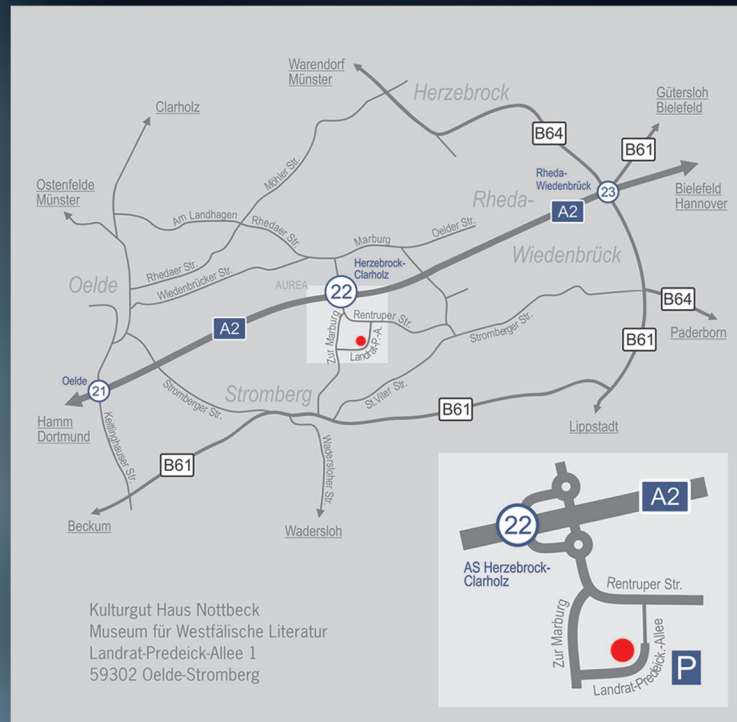 Warendorf
Münster
Herzebrock
Gütersloh
Bielefeld
Clarholz
B64
B61
Möhler Str.
Rheda-
Wiedenbrück
23
Bielefeld
Hannover
Ostenfelde
Münster
Rheda-
A2
Am Landhagen
Rhedaer Str.
Marburg
Oelder Str.
Wiedenbrück
Rhedaer Str.
Herzebrock-
Clarholz
Oelde
Wiedenbrücker Str.
AUREA
22
B64
Paderborn
A2
Zur Marburg
Rentruper Str.
Landrat-P.-A.
Stromberger Str.
B61
Oelde
21
Stromberger Str.
Stromberg
St.Viter Str.
B61
Hamm
Dortmund
Keitlinghauser Str.
Lippstadt
B61
Wadersloher Str.
Beckum
Wadersloh
A2
22
AS Herzebrock-
Clarholz
Rentruper Str.
Zur Marburg
Landrat-Predeick.-Allee
P
Kulturgut Haus Nottbeck
Museum für Westfälische Literatur
Landrat-Predeick-Allee 1
59302 Oelde-Stromberg